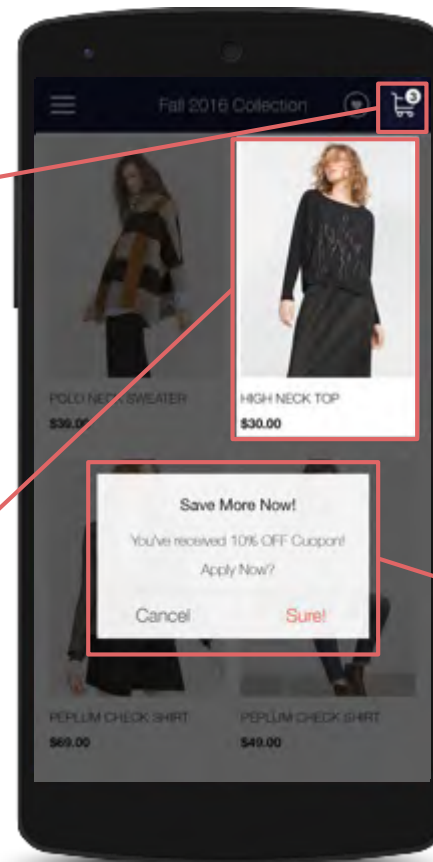 Fall 2016 Collection
3
POLO NECK SWEATER
$39.00
HIGH NECK TOP
$30.00
Save More Now!
You've received 10% OFF Cuopon!
Apply Now?
Cancel
Sure!
PEPLUM CHECK SHIRT
$69.00
PEPLUM CHECK SHIRT
$49.00